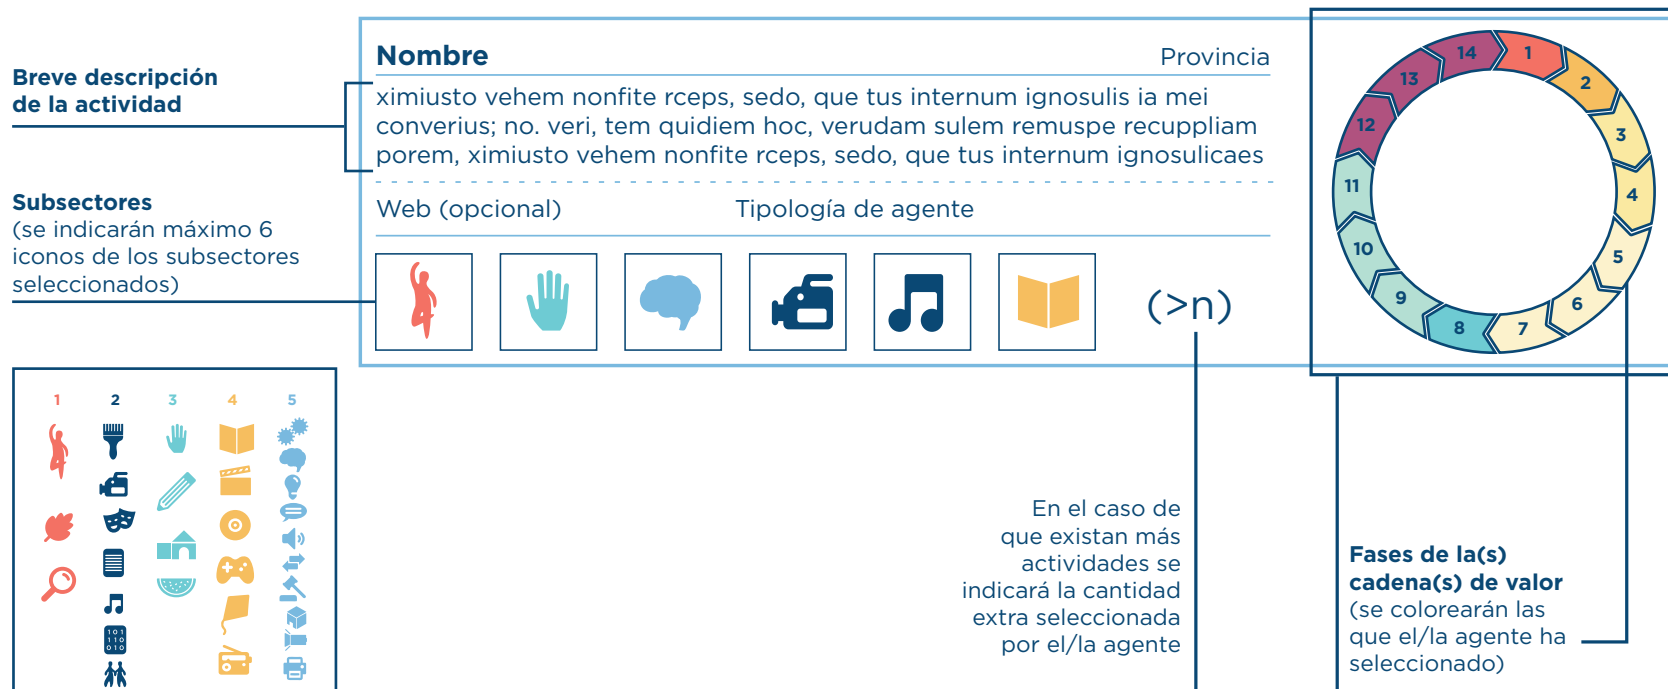 Breve descripción
de la actividad
Subsectores
(se indicarán máximo 6
iconos de los subsectores
seleccionados)
Nombre
Provincia
ximiusto vehem nonfite rceps, sedo, que tus internum ignosulis ia mei
converius; no. veri, tem quidiem hoc, verudam sulem remuspe recuppliam
porem, ximiusto vehem nonfite rceps, sedo, que tus internum ignosulicaes
Web (opcional)
Tipología de agente
(>n)
1
2
3
4
5
6
7
8
9
10
11
12
13
14
1 2 3 4 5
101
110
010
En el caso de
que existan más
actividades se
indicará la cantidad
extra seleccionada
por el/la agente
Fases de la(s)
cadena(s) de valor
(se colorearán las
que el/la agente ha
seleccionado)